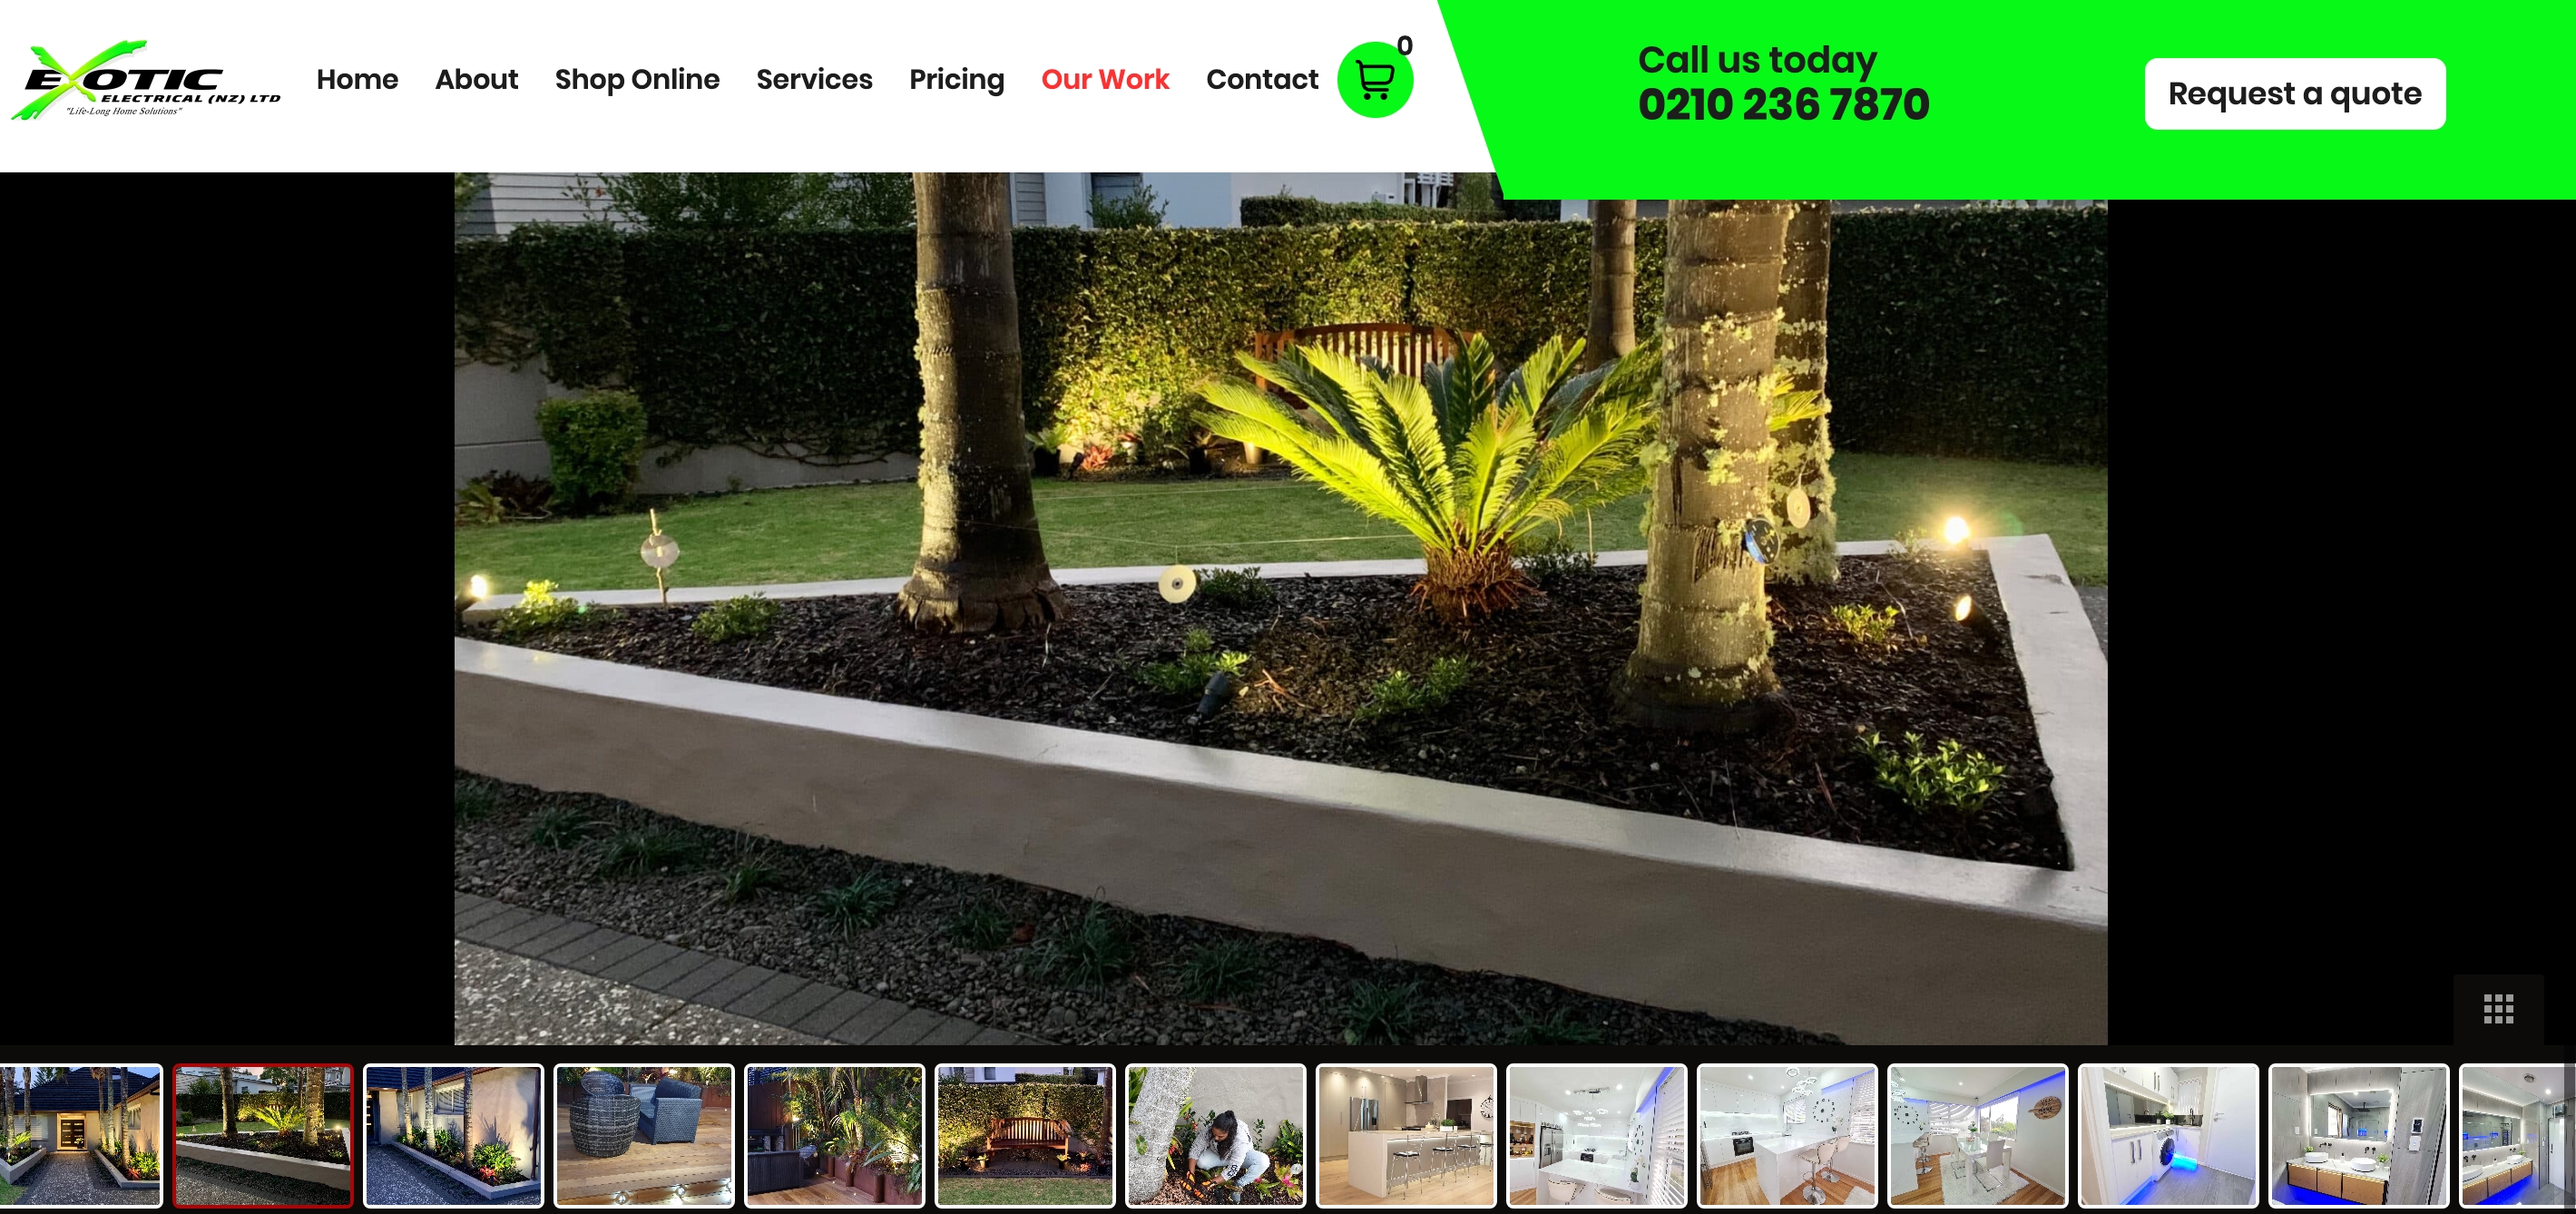 EXOTIC
ELECTRICAL (NZ) LTD
"Life-Long Home Solutions"
Home
About
Shop Online
Services
Pricing
Our Work
Contact
0
Call us today
0210 236 7870
Request a quote